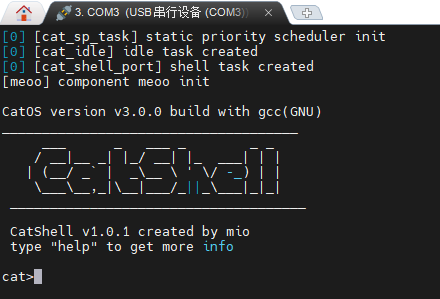 3. COM3 (USB串行设备 (COM3))
[0] [cat_sp_task] static priority scheduler init
[0] [cat_idle] idle task created
[0] [cat_shell_port] shell task created
[meoo] component meoo init
CatOS version v3.0.0 build with gcc(GNU)
CatShell
CatShell v1.0.1 created by mio
type "help" to get more info
cat>